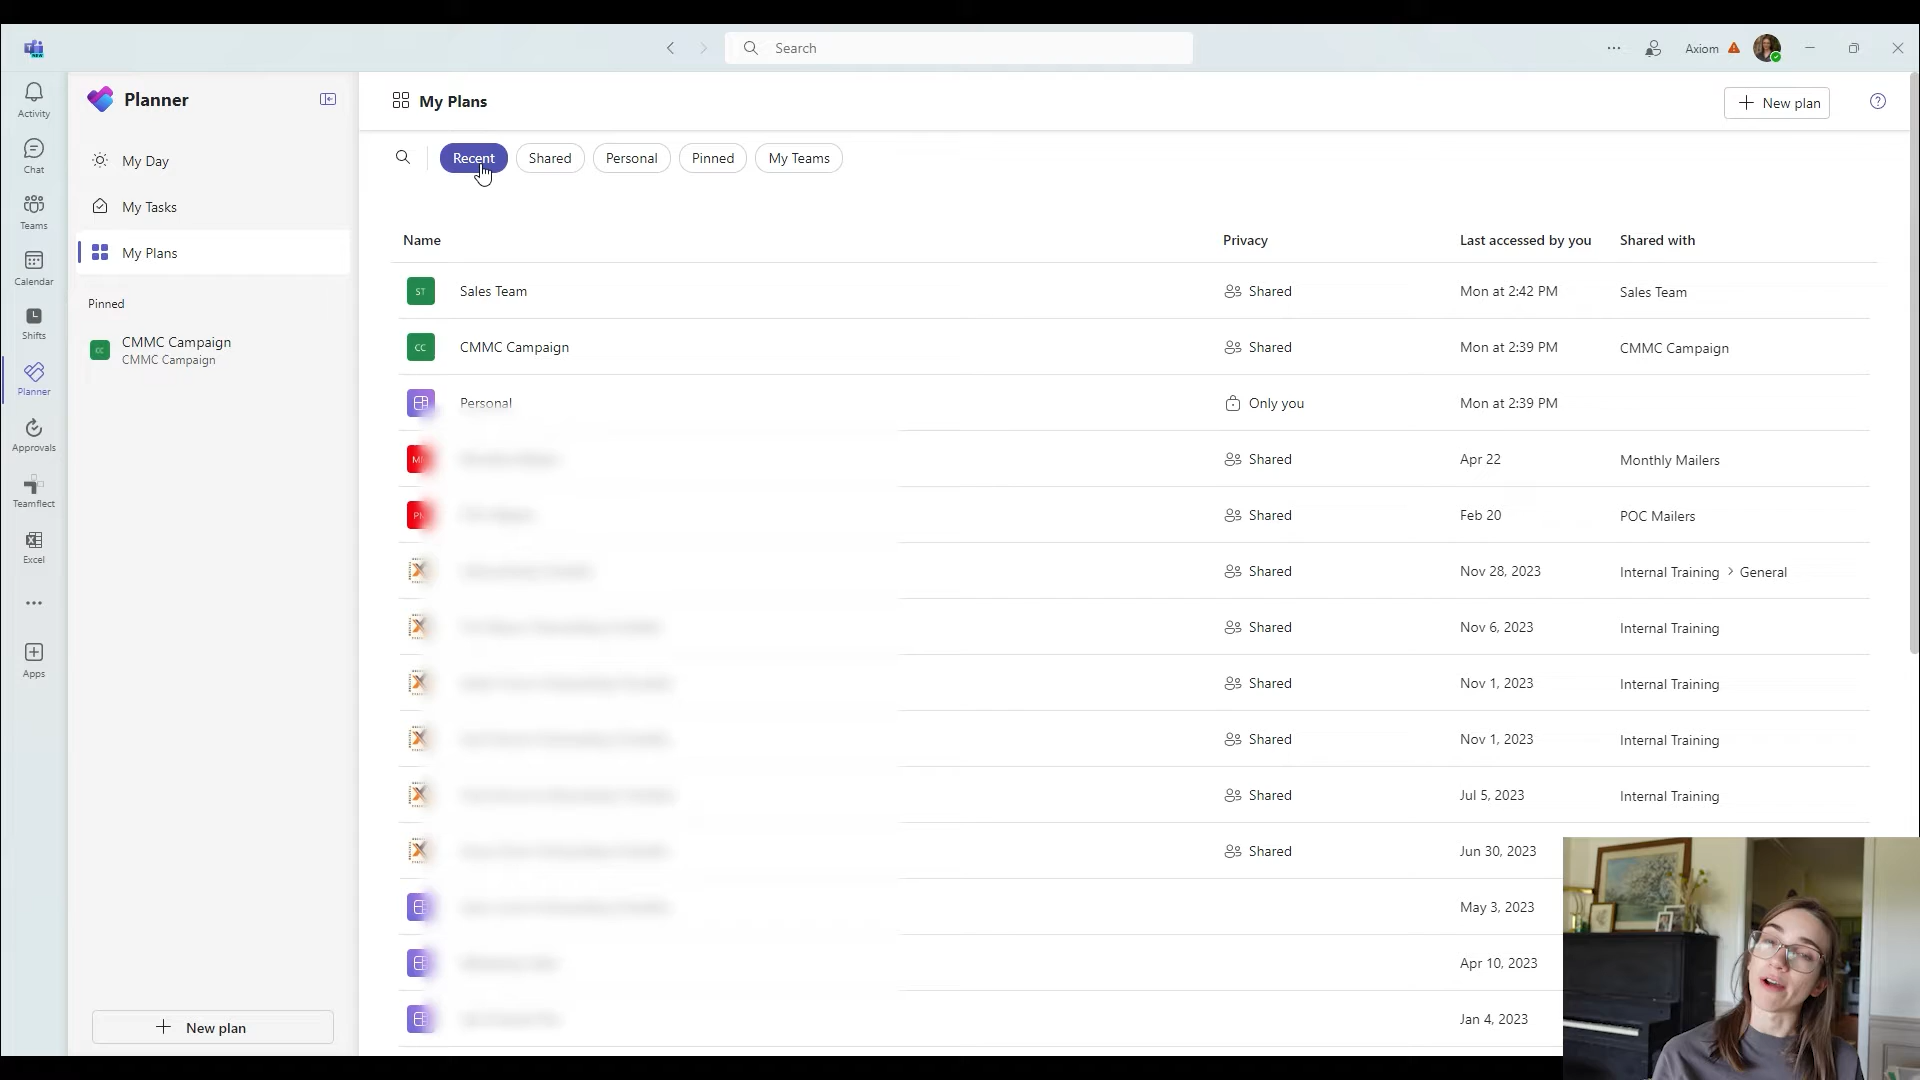 Search
Axiom
Activity
Chat
Teams
Calendar
Shifts
Planner
Approvals
Teamflect
Excel
Apps
Planner
My Day
My Tasks
My Plans
Pinned
CC
CMMC Campaign
CMMC Campaign
New plan
My Plans
New plan
Recent
Shared
Personal
Pinned
My Teams
Name Privacy Last accessed by you Shared with
ST Sales Team Shared Mon at 2:42 PM Sales Team
CC CMMC Campaign Shared Mon at 2:39 PM CMMC Campaign
Personal Only you Mon at 2:39 PM
Shared Apr 22 Monthly Mailers
Shared Feb 20 POC Mailers
Shared Nov 28, 2023 Internal Training > General
Shared Nov 6, 2023 Internal Training
Shared Nov 1, 2023 Internal Training
Shared Nov 1, 2023 Internal Training
Shared Jul 5, 2023 Internal Training
Shared Jun 30, 2023
May 3, 2023
Apr 10, 2023
Jan 4, 2023